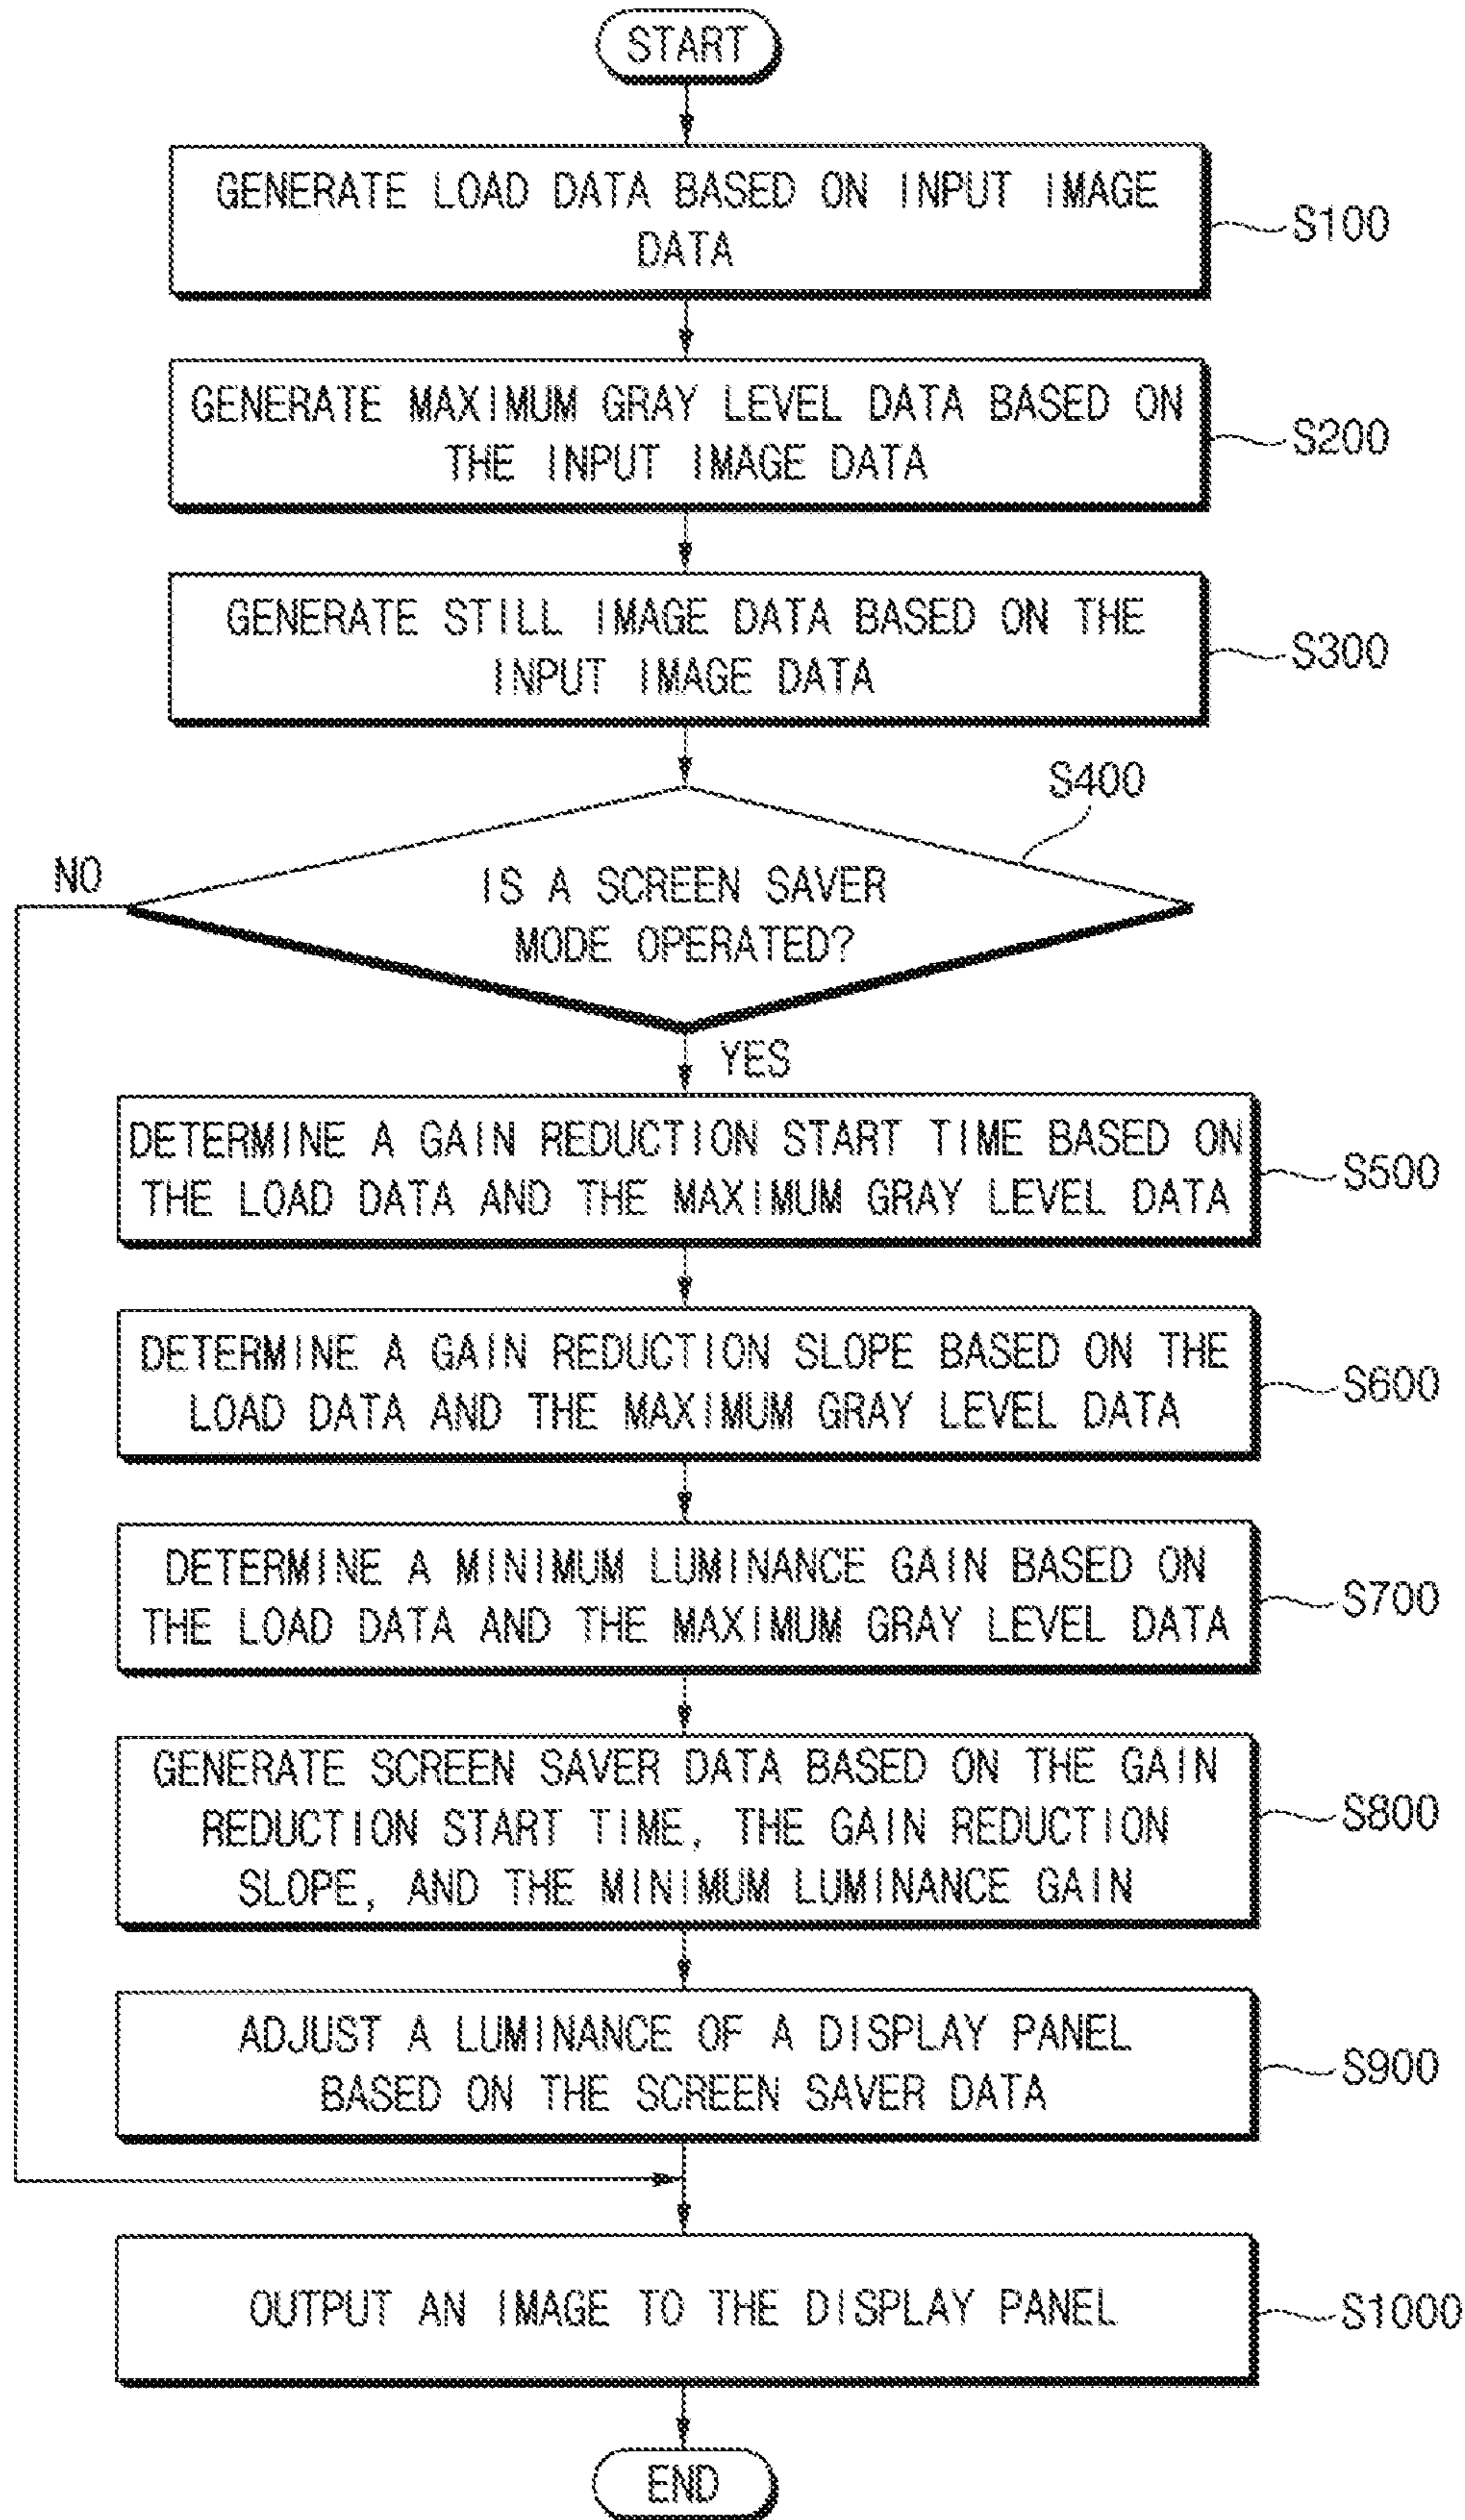 START
GENERATE LOAD DATA BASED ON INPUT IMAGE
DATA
S100
GENERATE MAXIMUM GRAY LEVEL DATA BASED ON
THE INPUT IMAGE DATA
S200
GENERATE STILL IMAGE DATA BASED ON THE
INPUT IMAGE DATA
S300
S400
NO
IS A SCREEN SAVER
MODE OPERATED?
YES
DETERMINE A GAIN REDUCTION START TIME BASED ON
THE LOAD DATA AND THE MAXIMUM GRAY LEVEL DATA
S500
DETERMINE A GAIN REDUCTION SLOPE BASED ON THE
LOAD DATA AND THE MAXIMUM GRAY LEVEL DATA
S600
DETERMINE A MINIMUM LUMINANCE GAIN BASED ON
THE LOAD DATA AND THE MAXIMUM GRAY LEVEL DATA
S700
GENERATE SCREEN SAVER DATA BASED ON THE GAIN
REDUCTION START TIME, THE GAIN REDUCTION
SLOPE, AND THE MINIMUM LUMINANCE GAIN
S800
ADJUST A LUMINANCE OF A DISPLAY PANEL
BASED ON THE SCREEN SAVER DATA
S900
OUTPUT AN IMAGE TO THE DISPLAY PANEL
S1000
END